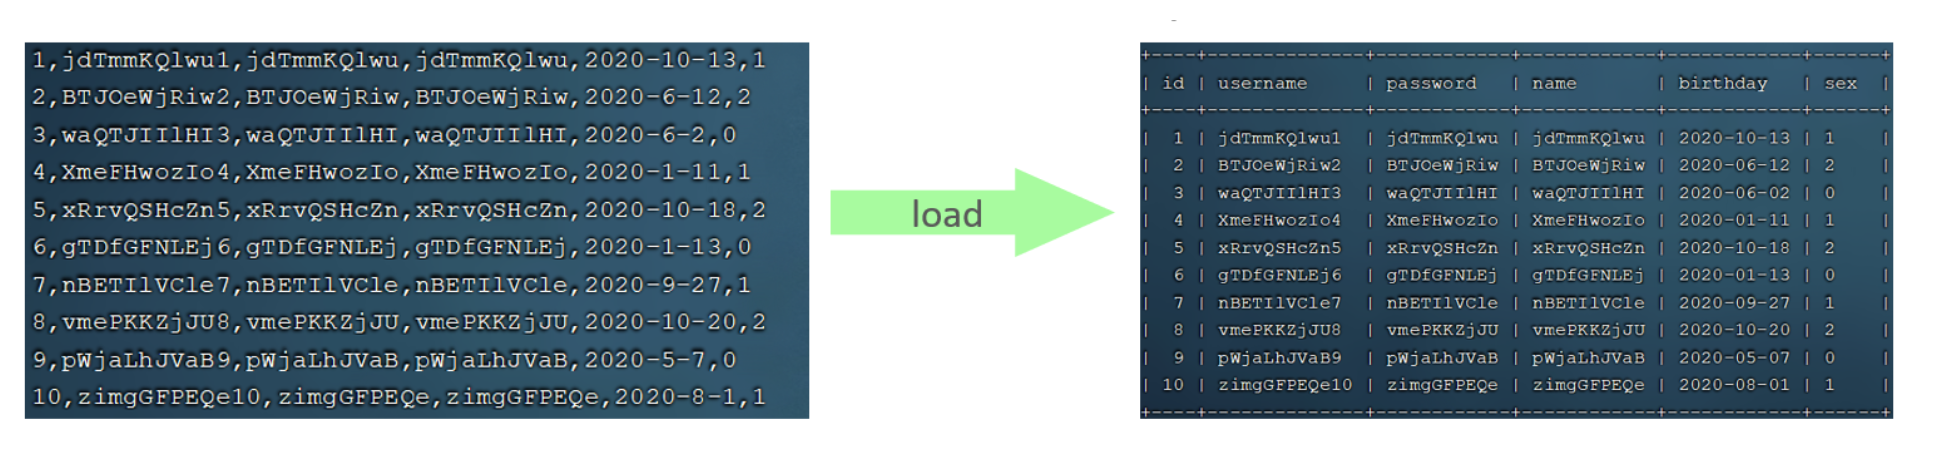 1,jdTmmKQlwu1,jdTmmKQlwu,jdTmmKQlwu,2020-10-13,1
2,BTJOeWjRiw2,BTJOeWjRiw,BTJOeWjRiw,2020-6-12,2
3,waQTJIIlHI3,waQTJIIlHI,waQTJIIlHI,2020-6-2,0
4,XmeFHwozIo4,XmeFHwozIo,XmeFHwozIo,2020-1-11,1
5,xRrvQSHcZn5,xRrvQSHcZn,xRrvQSHcZn,2020-10-18,2
6,gTDfGFNLEj6,gTDfGFNLEj,gTDfGFNLEj,2020-1-13,0
7,nBETIlVCle7,nBETIlVCle,nBETIlVCle,2020-9-27,1
8,vmePKKZjJU8,vmePKKZjJU,vmePKKZjJU,2020-10-20,2
9,pWjaLhJVaB9,pWjaLhJVaB,pWjaLhJVaB,2020-5-7,0
10,zimgGFPEQe10,zimgGFPEQe,zimgGFPEQe,2020-8-1,1
load
+----+--------------+------------+------------+------------+------+
| id | username | password | name | birthday | sex |
+----+--------------+------------+------------+------------+------+
| 1 | jdTmmKQlwu1 | jdTmmKQlwu | jdTmmKQlwu | 2020-10-13 | 1 |
| 2 | BTJOeWjRiw2 | BTJOeWjRiw | BTJOeWjRiw | 2020-06-12 | 2 |
| 3 | waQTJIIlHI3 | waQTJIIlHI | waQTJIIlHI | 2020-06-02 | 0 |
| 4 | XmeFHwozIo4 | XmeFHwozIo | XmeFHwozIo | 2020-01-11 | 1 |
| 5 | xRrvQSHcZn5 | xRrvQSHcZn | xRrvQSHcZn | 2020-10-18 | 2 |
| 6 | gTDfGFNLEj6 | gTDfGFNLEj | gTDfGFNLEj | 2020-01-13 | 0 |
| 7 | nBETIlVCle7 | nBETIlVCle | nBETIlVCle | 2020-09-27 | 1 |
| 8 | vmePKKZjJU8 | vmePKKZjJU | vmePKKZjJU | 2020-10-20 | 2 |
| 9 | pWjaLhJVaB9 | pWjaLhJVaB | pWjaLhJVaB | 2020-05-07 | 0 |
| 10 | zimgGFPEQe10 | zimgGFPEQe | zimgGFPEQe | 2020-08-01 | 1 |
+----+--------------+------------+------------+------------+------+